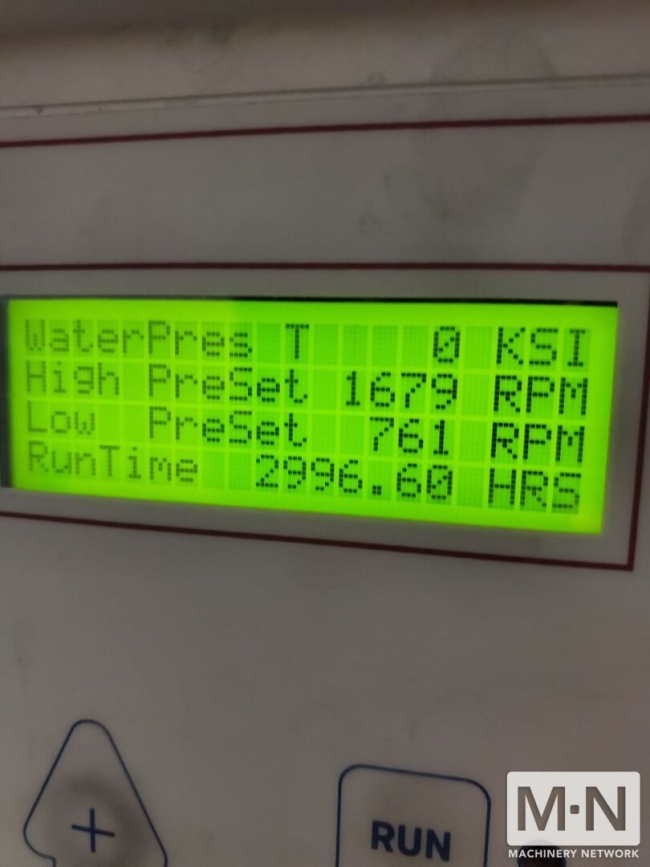 WaterPres T 0 KSI
High PreSet 1679 RPM
Low PreSet 761 RPM
RunTime 2996.60 HRS
+
RUN
M·N
MACHINERY NETWORK